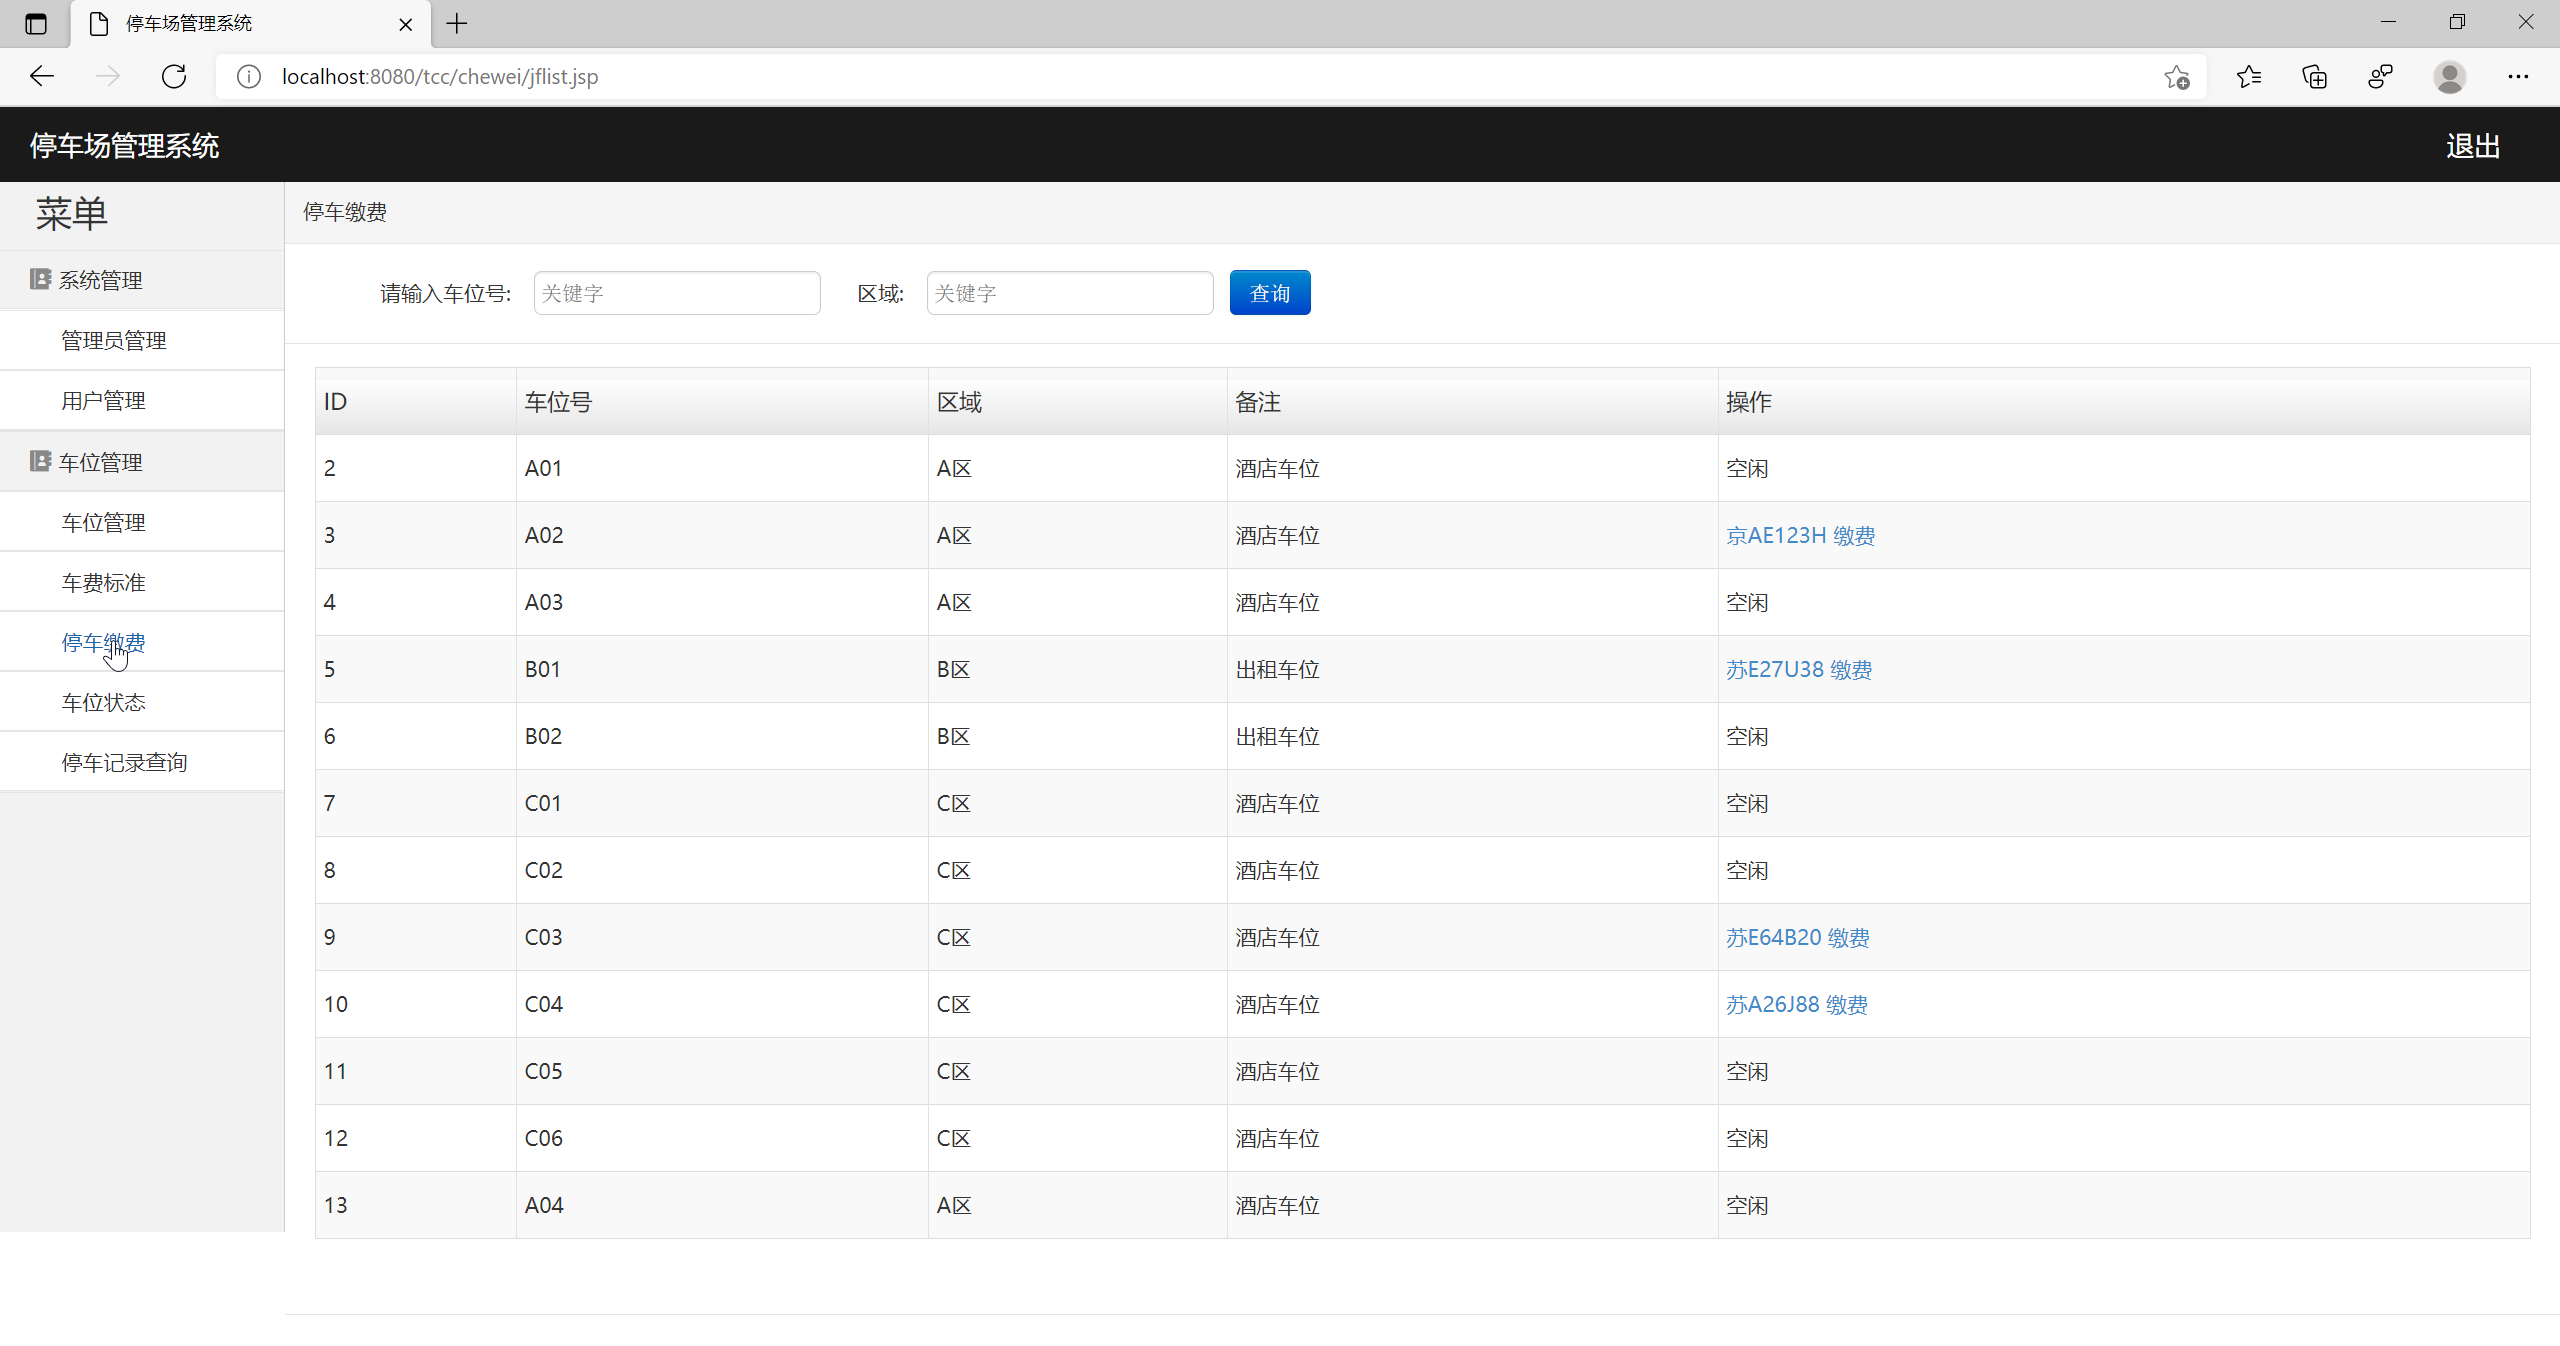 停车场管理系统
localhost:8080/tcc/chewei/jflist.jsp
停车场管理系统
退出
菜单
系统管理
管理员管理
用户管理
车位管理
车位管理
车费标准
停车缴费
车位状态
停车记录查询
停车缴费
请输入车位号: 关键字 区域: 关键字 查询
ID 车位号 区域 备注 操作
2 A01 A区 酒店车位 空闲
3 A02 A区 酒店车位 京AE123H 缴费
4 A03 A区 酒店车位 空闲
5 B01 B区 出租车位 苏E27U38 缴费
6 B02 B区 出租车位 空闲
7 C01 C区 酒店车位 空闲
8 C02 C区 酒店车位 空闲
9 C03 C区 酒店车位 苏E64B20 缴费
10 C04 C区 酒店车位 苏A26J88 缴费
11 C05 C区 酒店车位 空闲
12 C06 C区 酒店车位 空闲
13 A04 A区 酒店车位 空闲